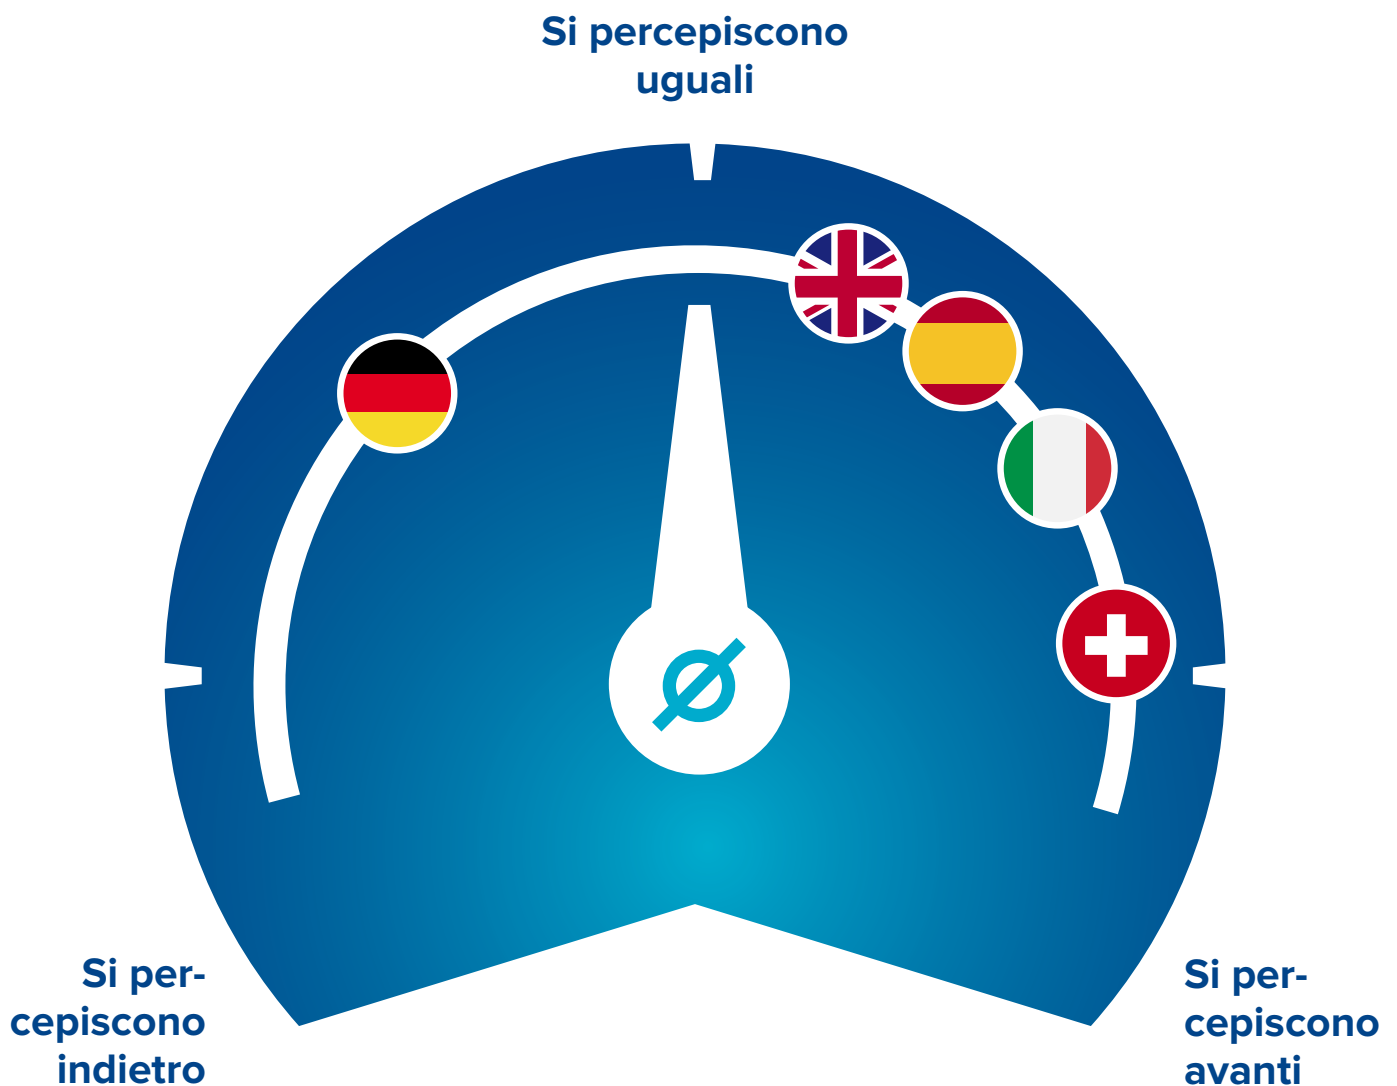 Si percepiscono
uguali
Si per-
cepiscono
indietro
Si per-
cepiscono
avanti